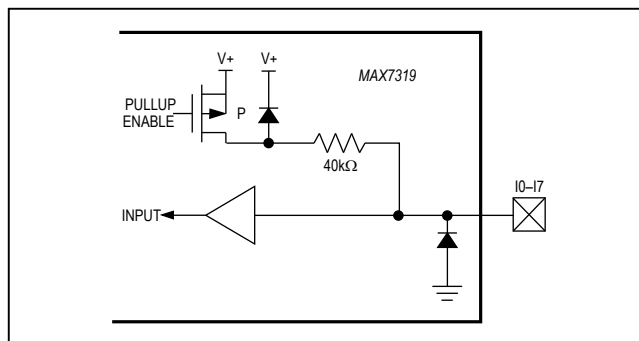 V+
V+
MAX7319
PULLUP
ENABLE
P
40kΩ
I0–I7
INPUT